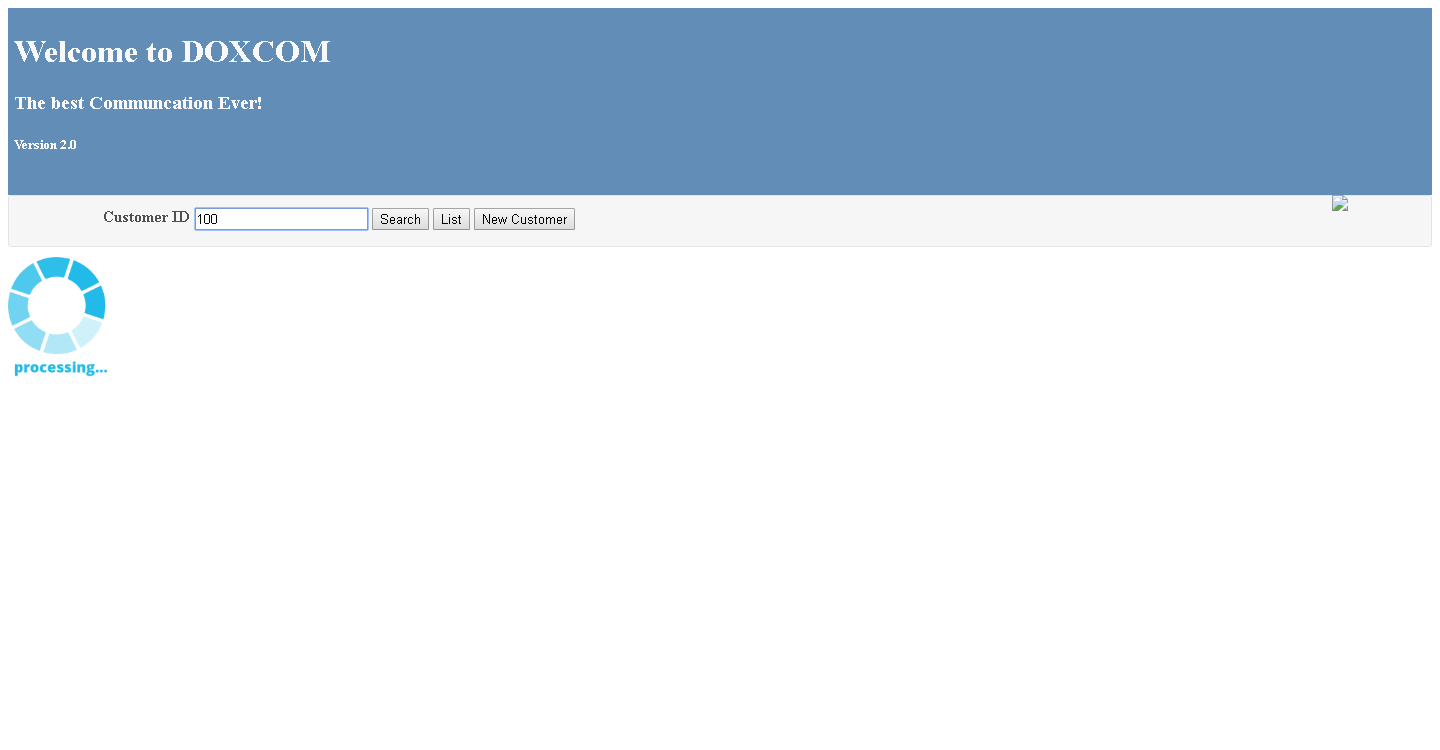 Welcome to DOXCOM
The best Communcation Ever!
Version 2.0
Customer ID 100 Search List New Customer
processing...